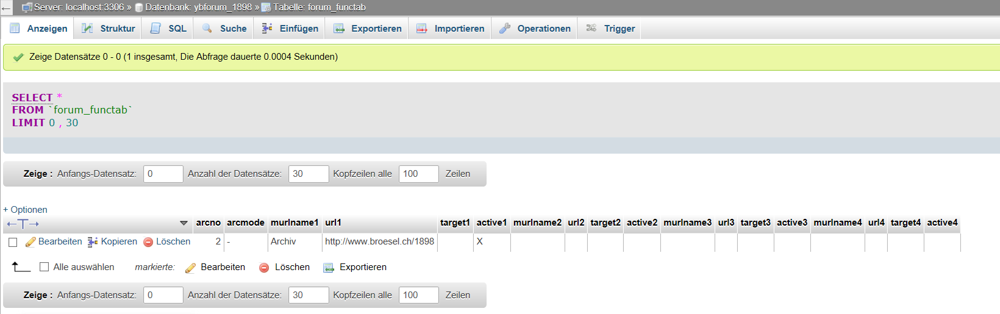 ← Server: localhost:3306 » Datenbank: ybforum_1898 » Tabelle: forum_functab
Anzeigen Struktur SQL Suche Einfügen Exportieren Importieren Operationen Trigger
Zeige Datensätze 0 - 0 (1 insgesamt, Die Abfrage dauerte 0.0004 Sekunden)
SELECT *
FROM `forum_functab`
LIMIT 0 , 30
Zeige : Anfangs-Datensatz: 0 Anzahl der Datensätze: 30 Kopfzeilen alle 100 Zeilen
+ Optionen
←T→ arcno arcmode murlname1 url1 target1 active1 murlname2 url2 target2 active2 murlname3 url3 target3 active3 murlname4 url4 target4 active4
Bearbeiten Kopieren Löschen 2 - Archiv http://www.broesel.ch/1898 X
Alle auswählen markierte: Bearbeiten Löschen Exportieren
Zeige : Anfangs-Datensatz: 0 Anzahl der Datensätze: 30 Kopfzeilen alle 100 Zeilen